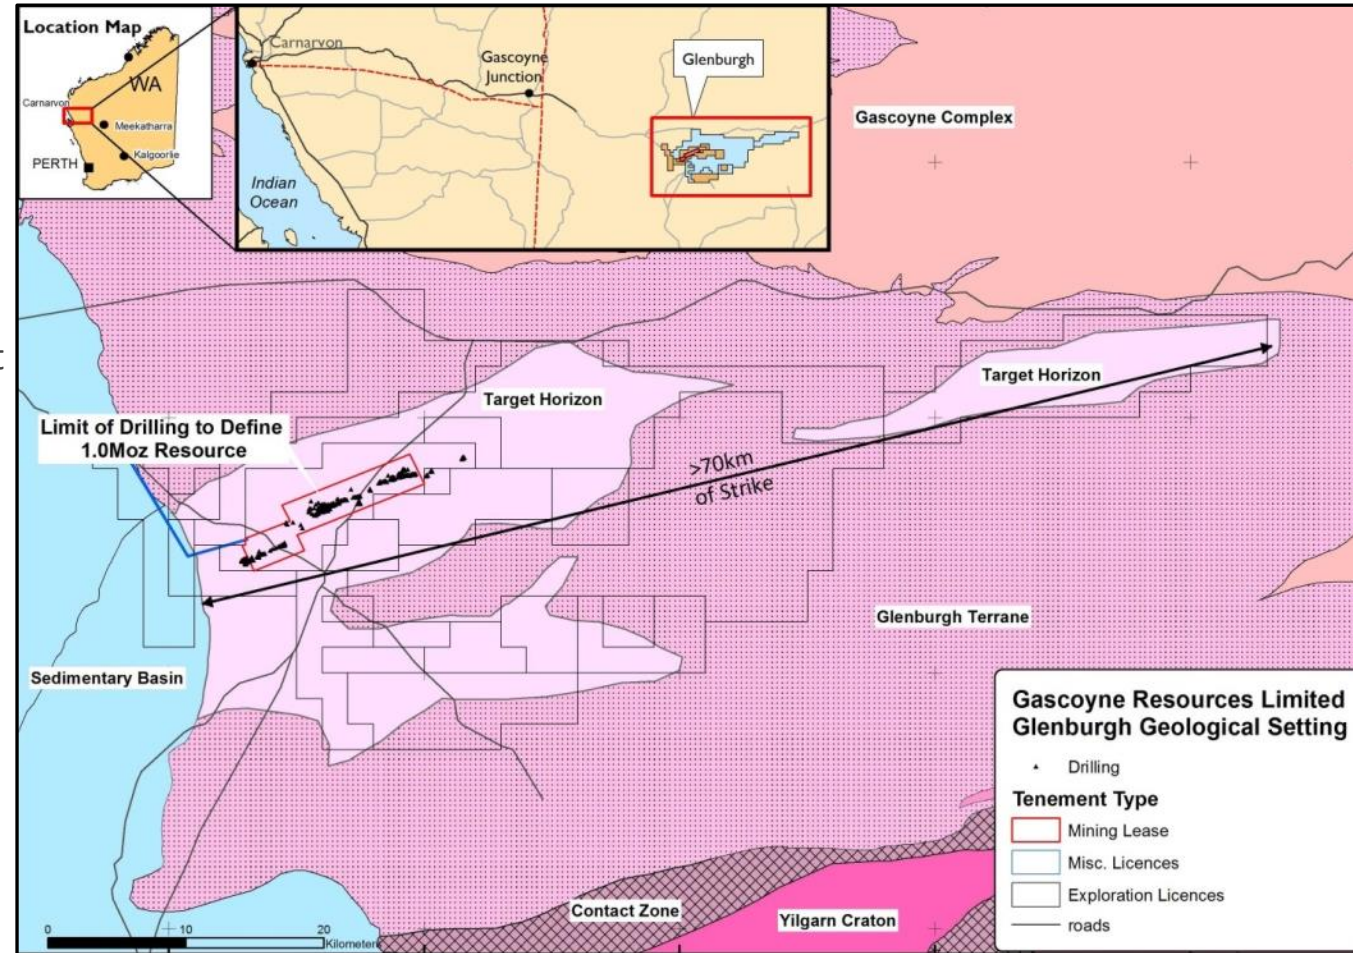 Location Map
WA
Carnarvon
Meekatharra
Kalgoorlie
PERTH
Carnarvon
Gascoyne
Junction
Glenburgh
Indian
Ocean
Gascoyne Complex
t
Target Horizon
Target Horizon
Limit of Drilling to Define
1.0Moz Resource
>70km
of Strike
Glenburgh Terrane
Sedimentary Basin
Contact Zone
Yilgarn Craton
0 10 20
Kilometers
Gascoyne Resources Limited
Glenburgh Geological Setting
Drilling
Tenement Type
Mining Lease
Misc. Licences
Exploration Licences
roads